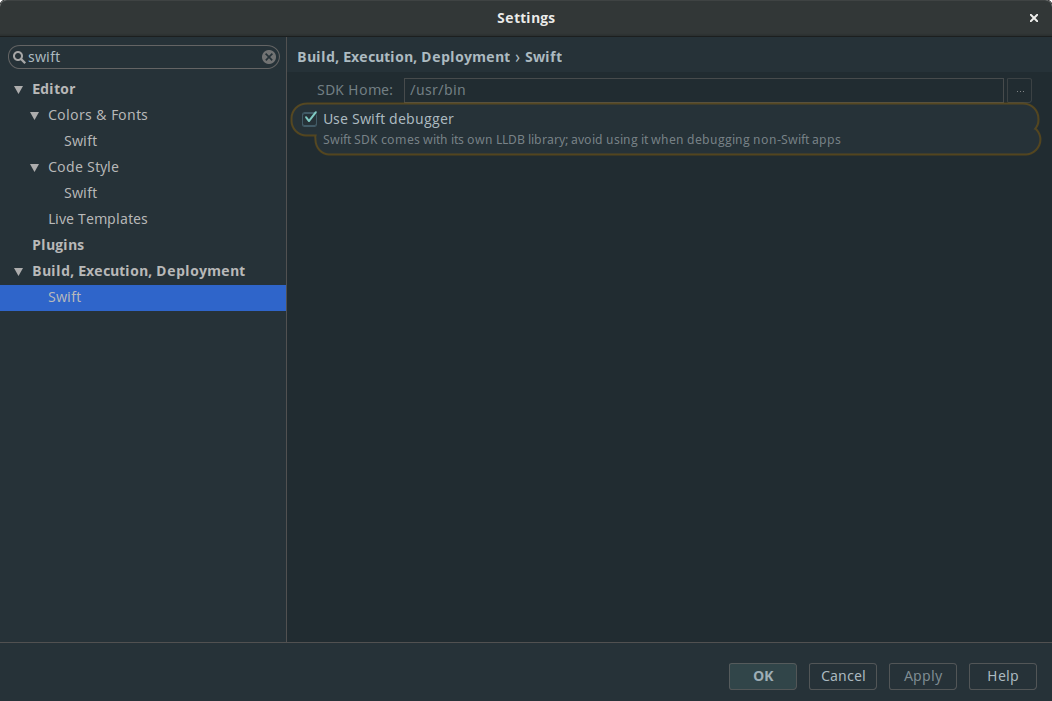 Settings
swift
Build, Execution, Deployment › Swift
Editor
SDK Home: /usr/bin ...
Colors & Fonts
Use Swift debugger
Swift
Swift SDK comes with its own LLDB library; avoid using it when debugging non-Swift apps
Code Style
Swift
Live Templates
Plugins
Build, Execution, Deployment
Swift
OK Cancel Apply Help